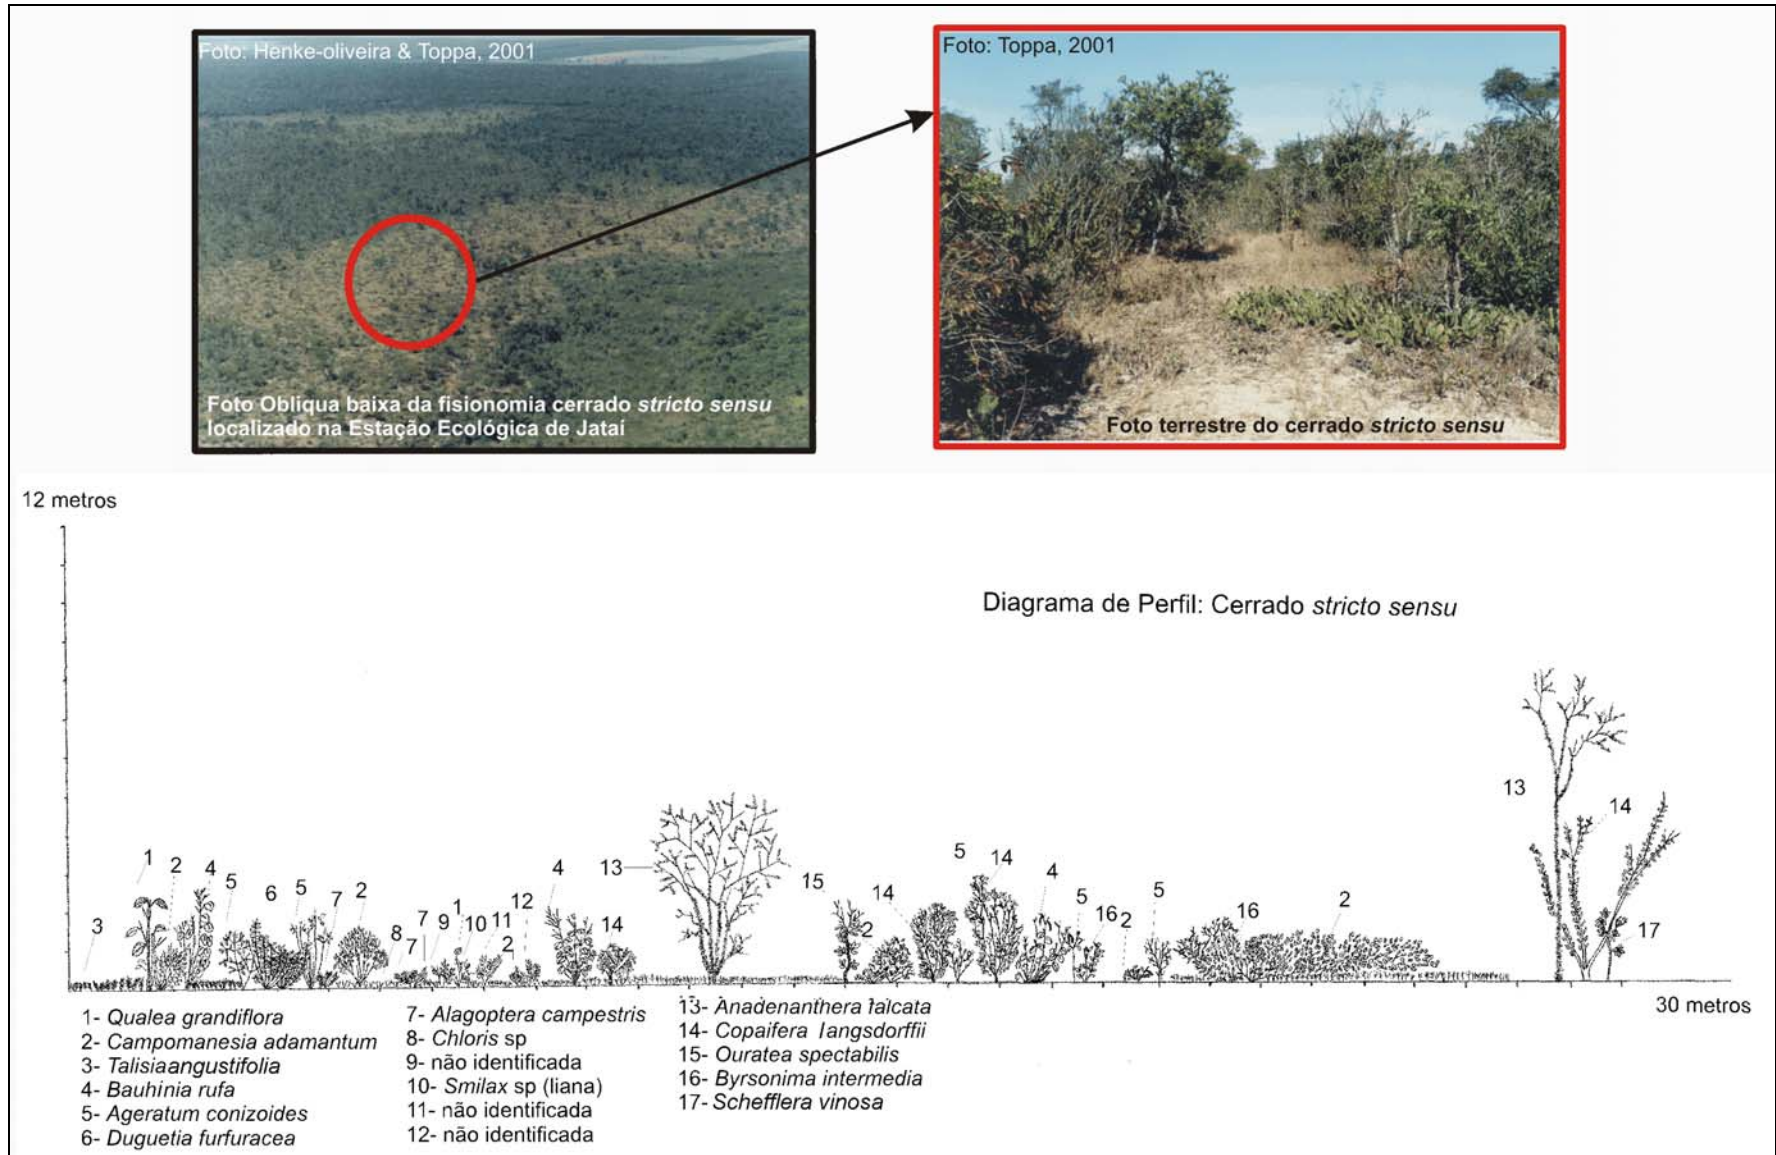 Foto: Henke-oliveira & Toppa, 2001
Foto Obliqua baixa da fisionomia cerrado stricto sensu
localizado na Estação Ecológica de Jataí
Foto: Toppa, 2001
Foto terrestre do cerrado stricto sensu
12 metros
Diagrama de Perfil: Cerrado stricto sensu
3
1
2
4
5
6
5
7
2
8
7
7
9
1
10
11
2
12
4
14
13
15
2
14
5
14
4
5
16
2
5
16
2
13
14
17
30 metros
1- Qualea grandiflora
2- Campomanesia adamantum
3- Talisiaangustifolia
4- Bauhinia rufa
5- Ageratum conizoides
6- Duguetia furfuracea
7- Alagoptera campestris
8- Chloris sp
9- não identificada
10- Smilax sp (liana)
11- não identificada
12- não identificada
13- Anadenanthera falcata
14- Copaifera langsdorffii
15- Ouratea spectabilis
16- Byrsonima intermedia
17- Schefflera vinosa